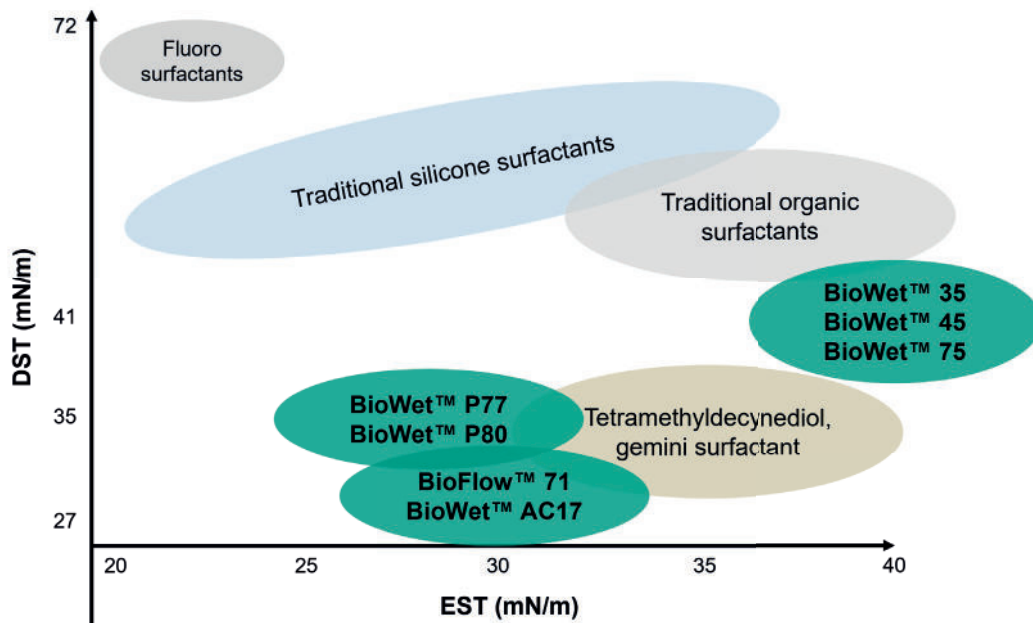 72
Fluoro
surfactants
Traditional silicone surfactants
Traditional organic
surfactants
BioWet™ 35
BioWet™ 45
BioWet™ 75
41
BioWet™ P77
BioWet™ P80
Tetramethyldecynediol,
gemini surfactant
35
BioFlow™ 71
BioWet™ AC17
27
DST (mN/m)
20
25
30
35
40
EST (mN/m)